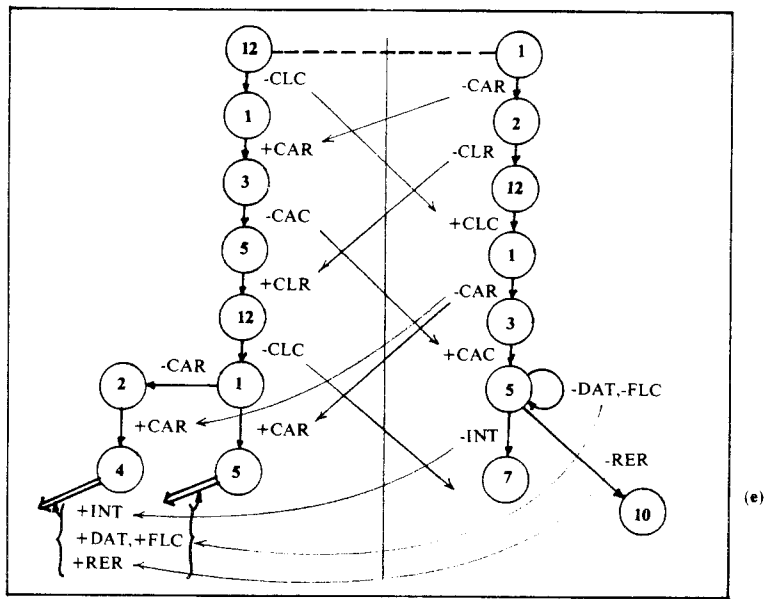 12 1
-CLC -CAR
1 2
+CAR -CLR
3 12
-CAC +CLC
5 1
+CLR -CAR
12 3
-CLC +CAC
-CAR
2 1 5 -DAT,-FLC
+CAR +CAR -INT -RER
4 5 7
10 (e)
+INT
+DAT,+FLC
+RER